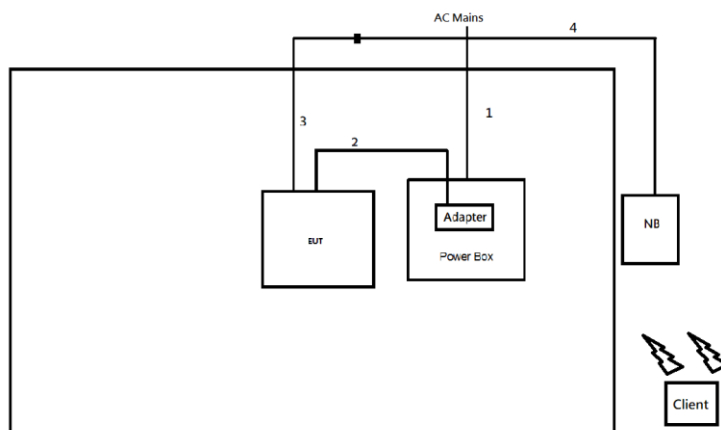 AC Mains
4
1
3
2
Adapter
EUT
NB
Power Box
Client